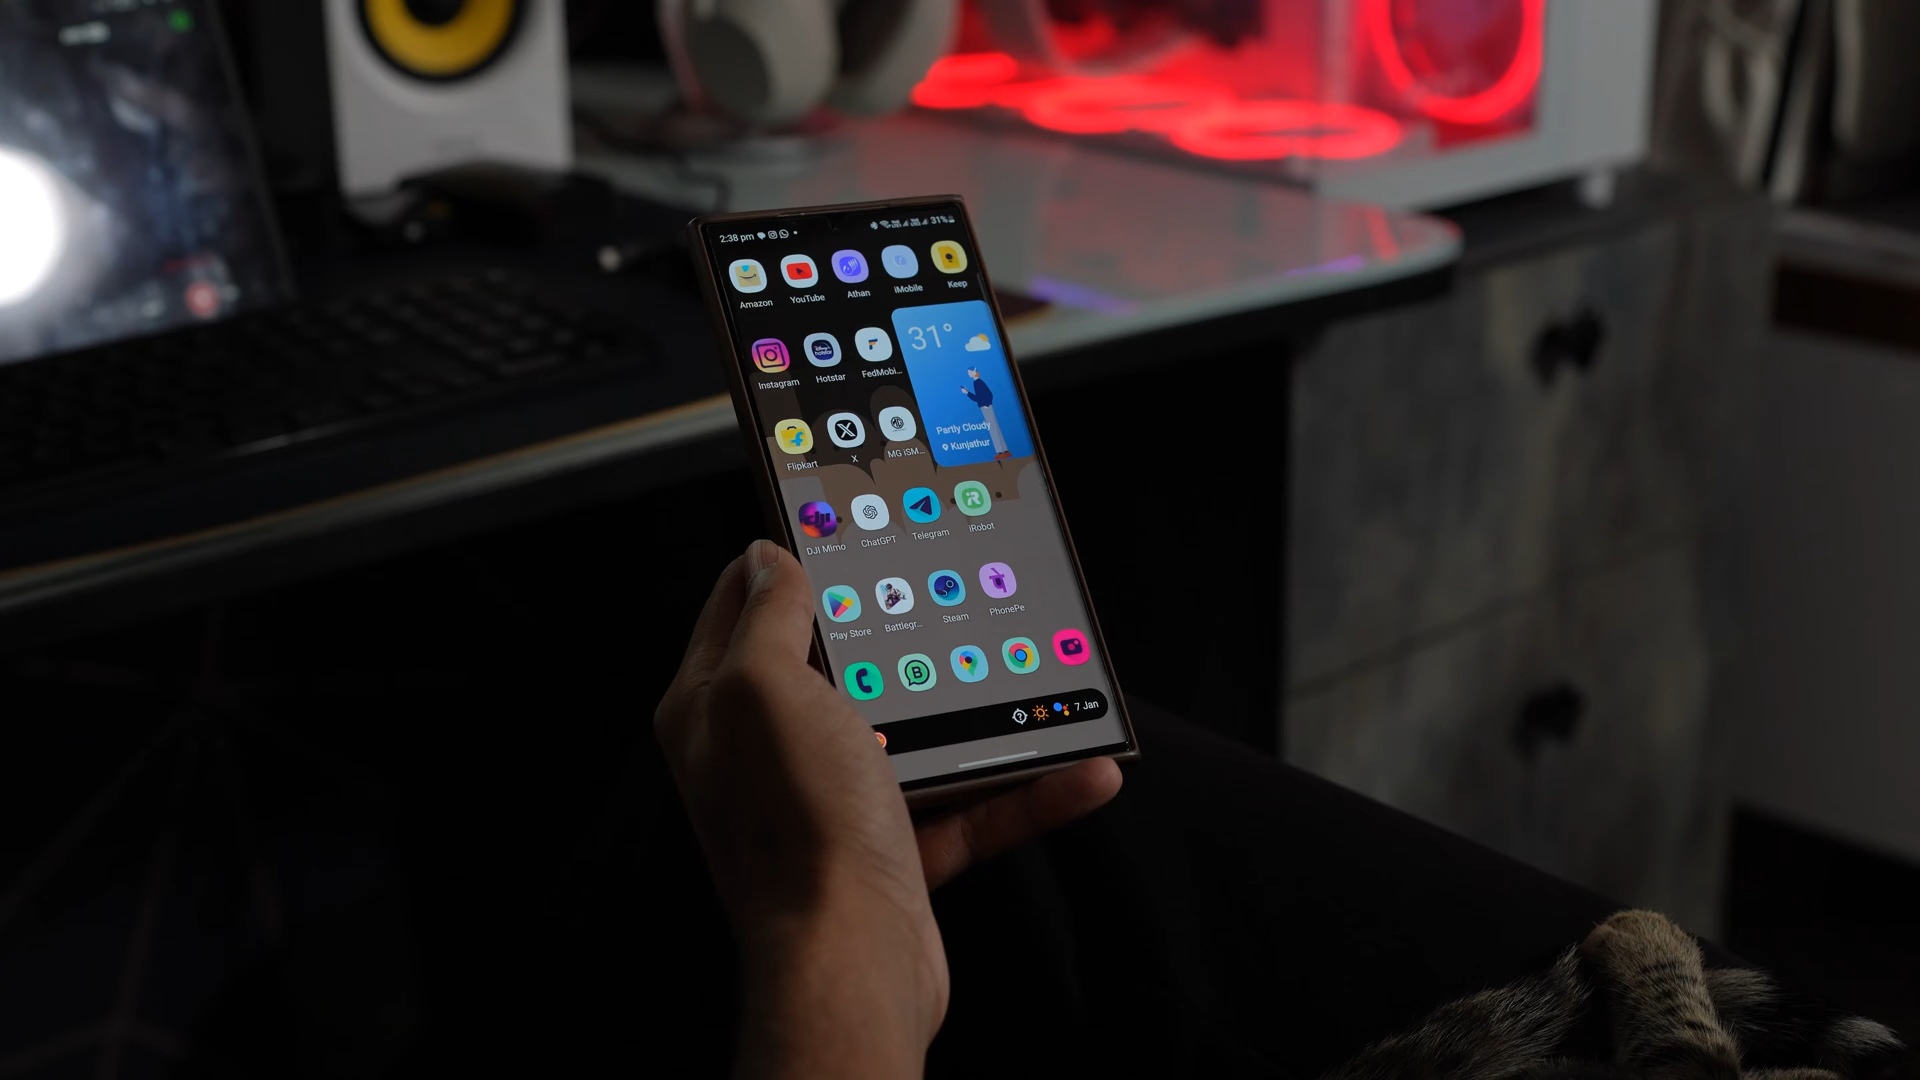 2:38 pm
31%
Amazon YouTube Athan iMobile Keep
Instagram Hotstar FedMobi...
31°
Partly Cloudy
Kunjathur
Flipkart X MG iSM...
DJI Mimo ChatGPT Telegram iRobot
Play Store Battlegr... Steam PhonePe
7 Jan